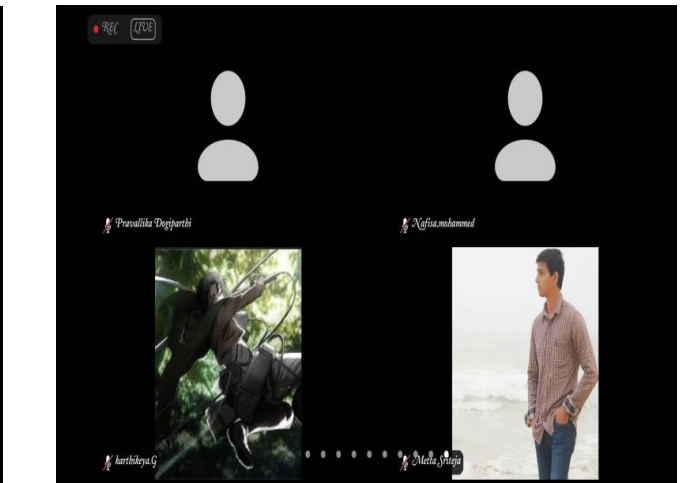 REC LIVE
Pravallika Dogiparthi
Nafisa.mohammed
karthikeya.G
Metta Sriteja